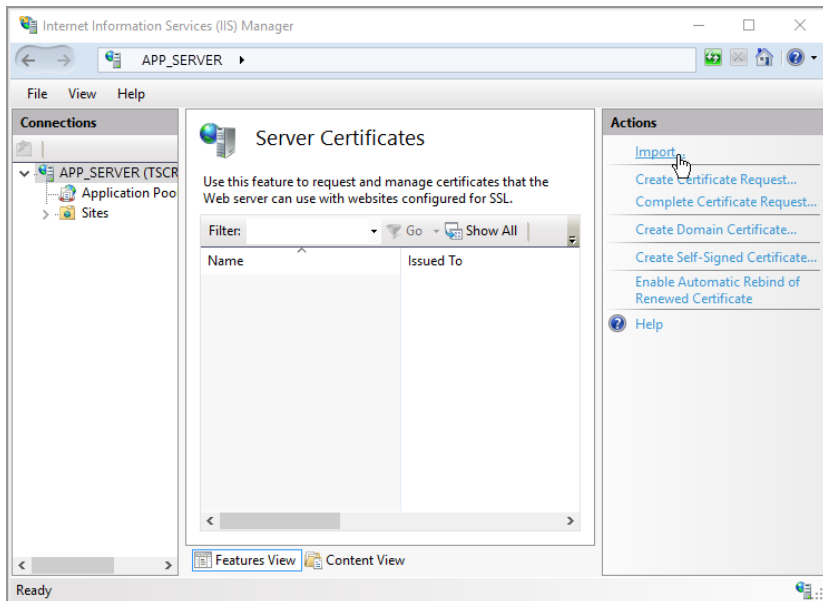 Internet Information Services (IIS) Manager
APP_SERVER
File View Help
Connections
APP_SERVER (TSCR
Application Poo
Sites
Server Certificates
Use this feature to request and manage certificates that the
Web server can use with websites configured for SSL.
Filter: Go Show All
Name Issued To
Features View Content View
Actions
Import...
Create Certificate Request...
Complete Certificate Request...
Create Domain Certificate...
Create Self-Signed Certificate...
Enable Automatic Rebind of
Renewed Certificate
Help
Ready